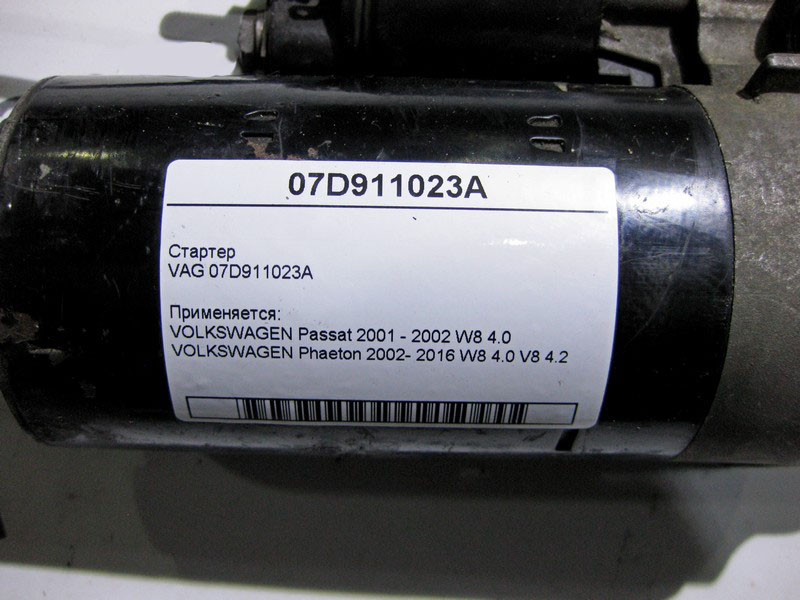 07D911023A
Стартер
VAG 07D911023A
Применяется:
VOLKSWAGEN Passat 2001 - 2002 W8 4.0
VOLKSWAGEN Phaeton 2002- 2016 W8 4.0 V8 4.2